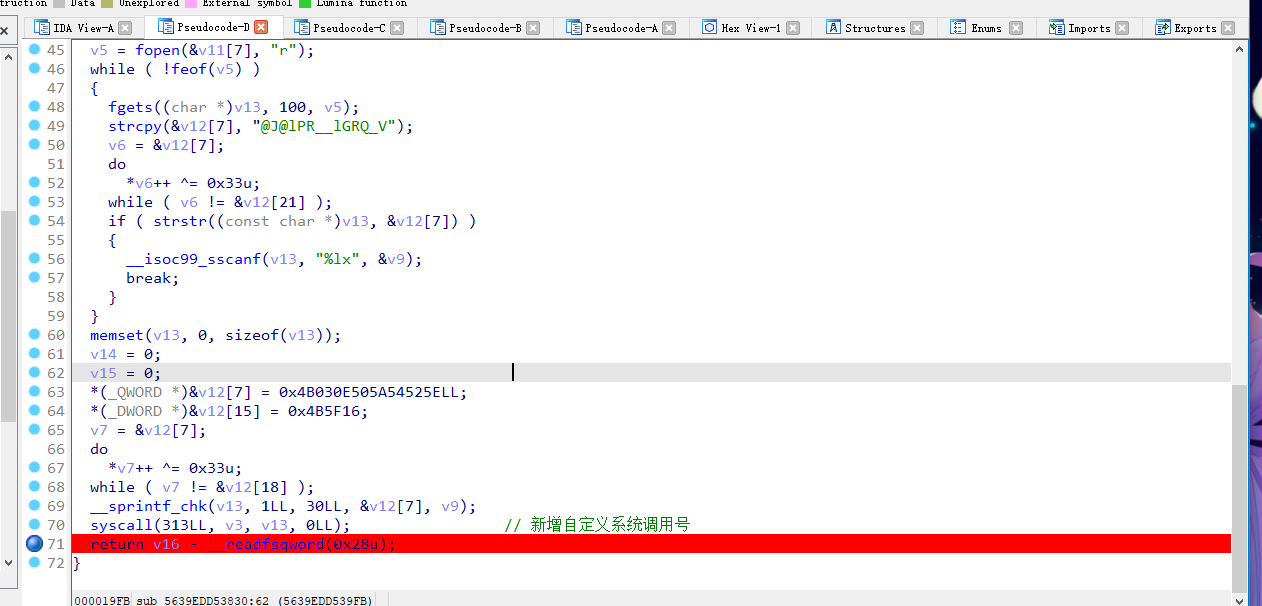 truction Data Unexplored External symbol Lumina function
IDA View-A Pseudocode-D Pseudocode-C Pseudocode-B Pseudocode-A Hex View-1 Structures Enums Imports Exports
45 v5 = fopen(&v11[7], "r");
46 while ( !feof(v5) )
47 {
48 fgets((char *)v13, 100, v5);
49 strcpy(&v12[7], "@J@lPR__lGRQ_V");
50 v6 = &v12[7];
51 do
52 *v6++ ^= 0x33u;
53 while ( v6 != &v12[21] );
54 if ( strstr((const char *)v13, &v12[7]) )
55 {
56 __isoc99_sscanf(v13, "%lx", &v9);
57 break;
58 }
59 }
60 memset(v13, 0, sizeof(v13));
61 v14 = 0;
62 v15 = 0;
63 *(_QWORD *)&v12[7] = 0x4B030E505A54525ELL;
64 *(_DWORD *)&v12[15] = 0x4B5F16;
65 v7 = &v12[7];
66 do
67 *v7++ ^= 0x33u;
68 while ( v7 != &v12[18] );
69 __sprintf_chk(v13, 1LL, 30LL, &v12[7], v9);
70 syscall(313LL, v3, v13, 0LL); // 新增自定义系统调用号
71 return v16 - __readfsqword(0x28u);
72 }
000019FB sub_5639EDD53830:62 (5639EDD539FB)